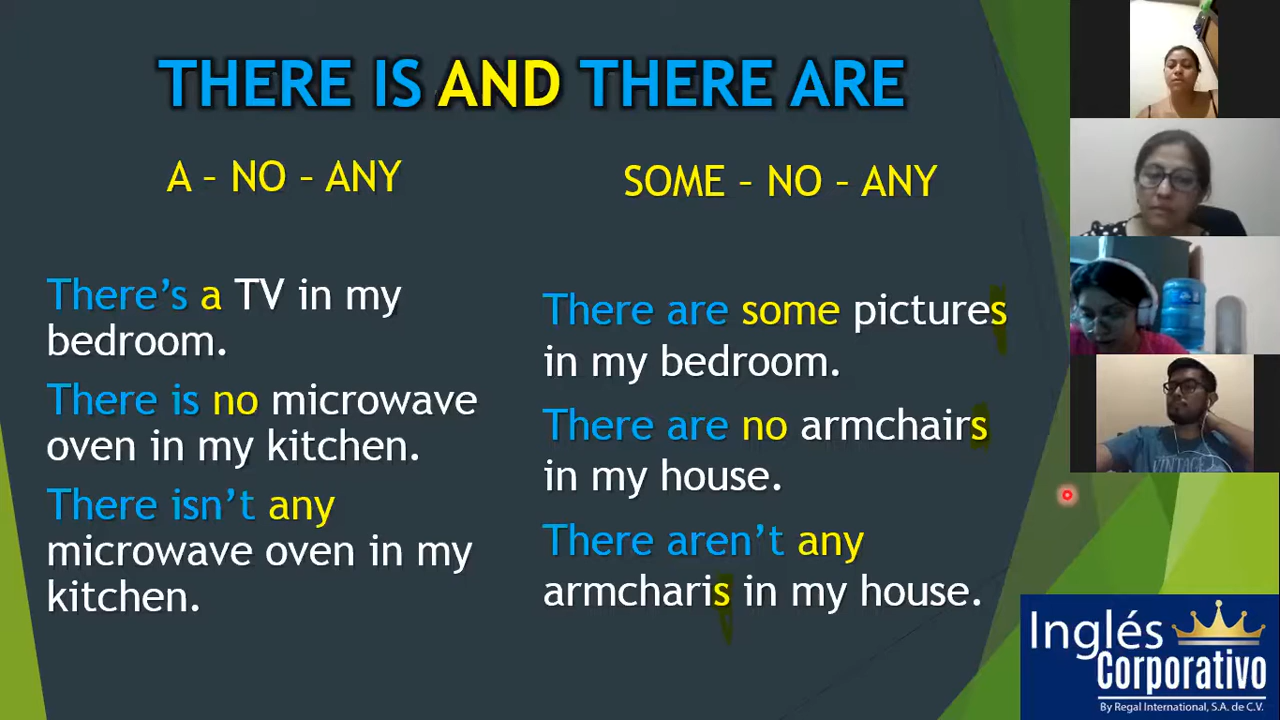 THERE IS AND THERE ARE
A – NO – ANY
There’s a TV in my
bedroom.
There is no microwave
oven in my kitchen.
There isn’t any
microwave oven in my
kitchen.
SOME – NO – ANY
There are some pictures
in my bedroom.
There are no armchairs
in my house.
There aren’t any
armcharis in my house.
VINTAGE
Inglés
Corporativo
By Regal International, S.A. de C.V.